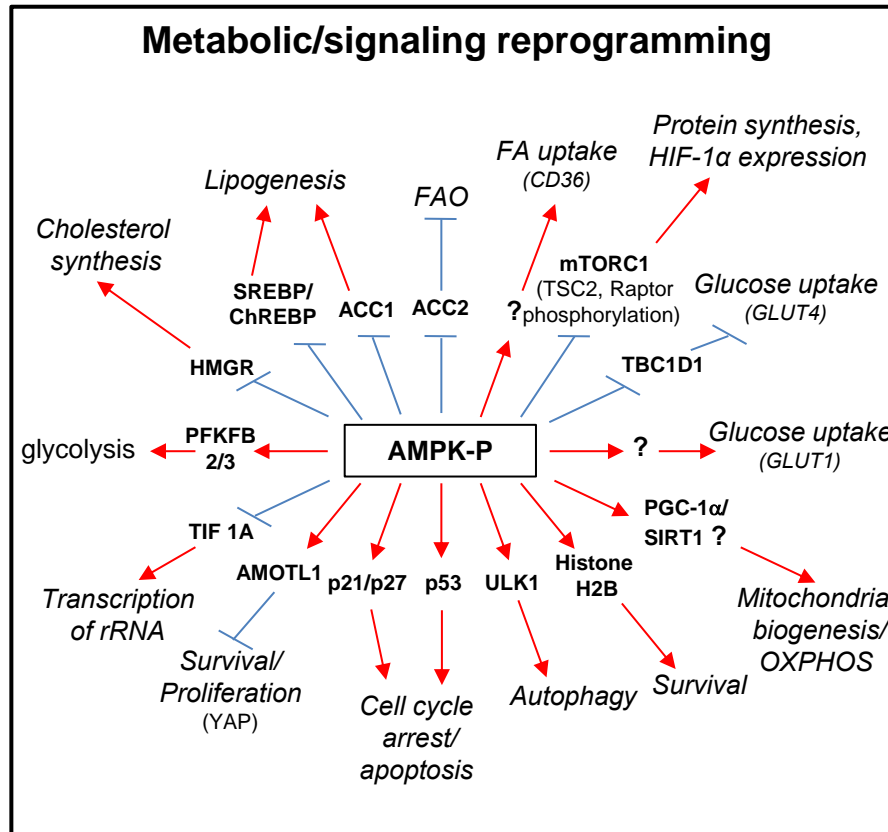 Metabolic/signaling reprogramming
Protein synthesis,
HIF-1α expression
FA uptake
(CD36)
Lipogenesis
FAO
Cholesterol
synthesis
mTORC1
(TSC2, Raptor
phosphorylation)
Glucose uptake
(GLUT4)
SREBP/
ChREBP
ACC1
ACC2
?
HMGR
TBC1D1
glycolysis
PFKFB
2/3
AMPK-P
?
Glucose uptake
(GLUT1)
PGC-1α/
SIRT1 ?
TIF 1A
AMOTL1
p21/p27
p53
ULK1
Histone
H2B
Transcription
of rRNA
Survival/
Proliferation
(YAP)
Cell cycle
arrest/
apoptosis
Autophagy
Survival
Mitochondria
biogenesis/
OXPHOS